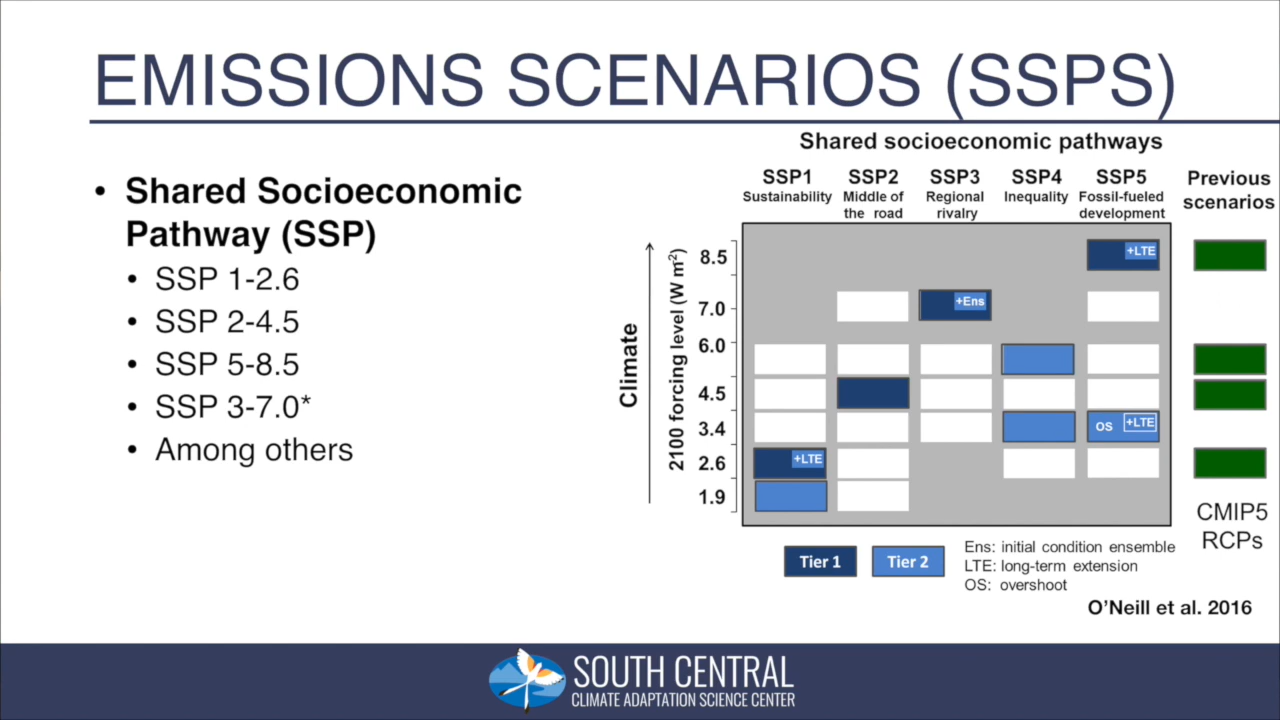 EMISSIONS SCENARIOS (SSPS)
• Shared Socioeconomic
Pathway (SSP)
• SSP 1-2.6
• SSP 2-4.5
• SSP 5-8.5
• SSP 3-7.0*
• Among others
Shared socioeconomic pathways
SSP1
Sustainability
SSP2
Middle of
the road
SSP3
Regional
rivalry
SSP4
Inequality
SSP5
Fossil-fueled
development
Previous
scenarios
Climate
2100 forcing level (W m-2)
8.5
+LTE
7.0
+Ens
6.0
4.5
3.4
OS +LTE
2.6
+LTE
1.9
CMIP5
RCPs
Tier 1
Tier 2
Ens: initial condition ensemble
LTE: long-term extension
OS: overshoot
O'Neill et al. 2016
SOUTH CENTRAL
CLIMATE ADAPTATION SCIENCE CENTER